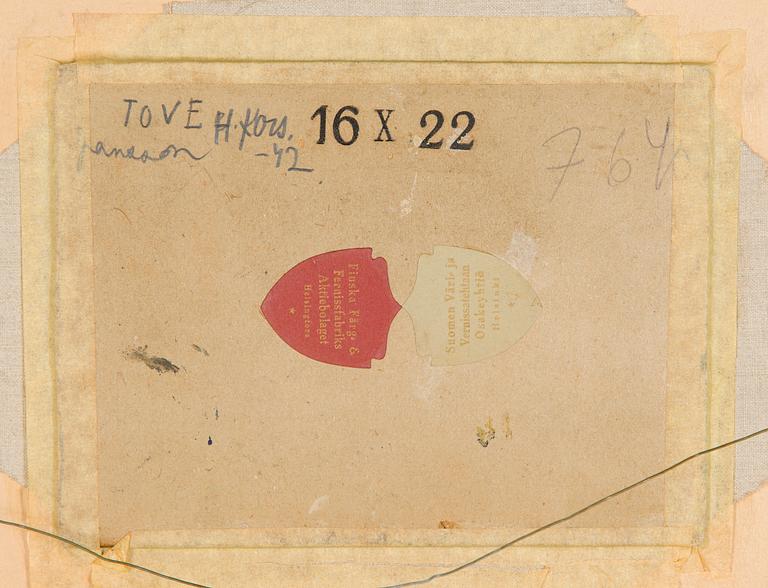 TOVE H.fors. 16 X 22
Jansson -42
764
Finska Färg- &
Fernissfabriks
Aktiebolaget
Helsingfors
Suomen Väri- ja
Vernissatehdas
Osakeyhtiö
Helsinki